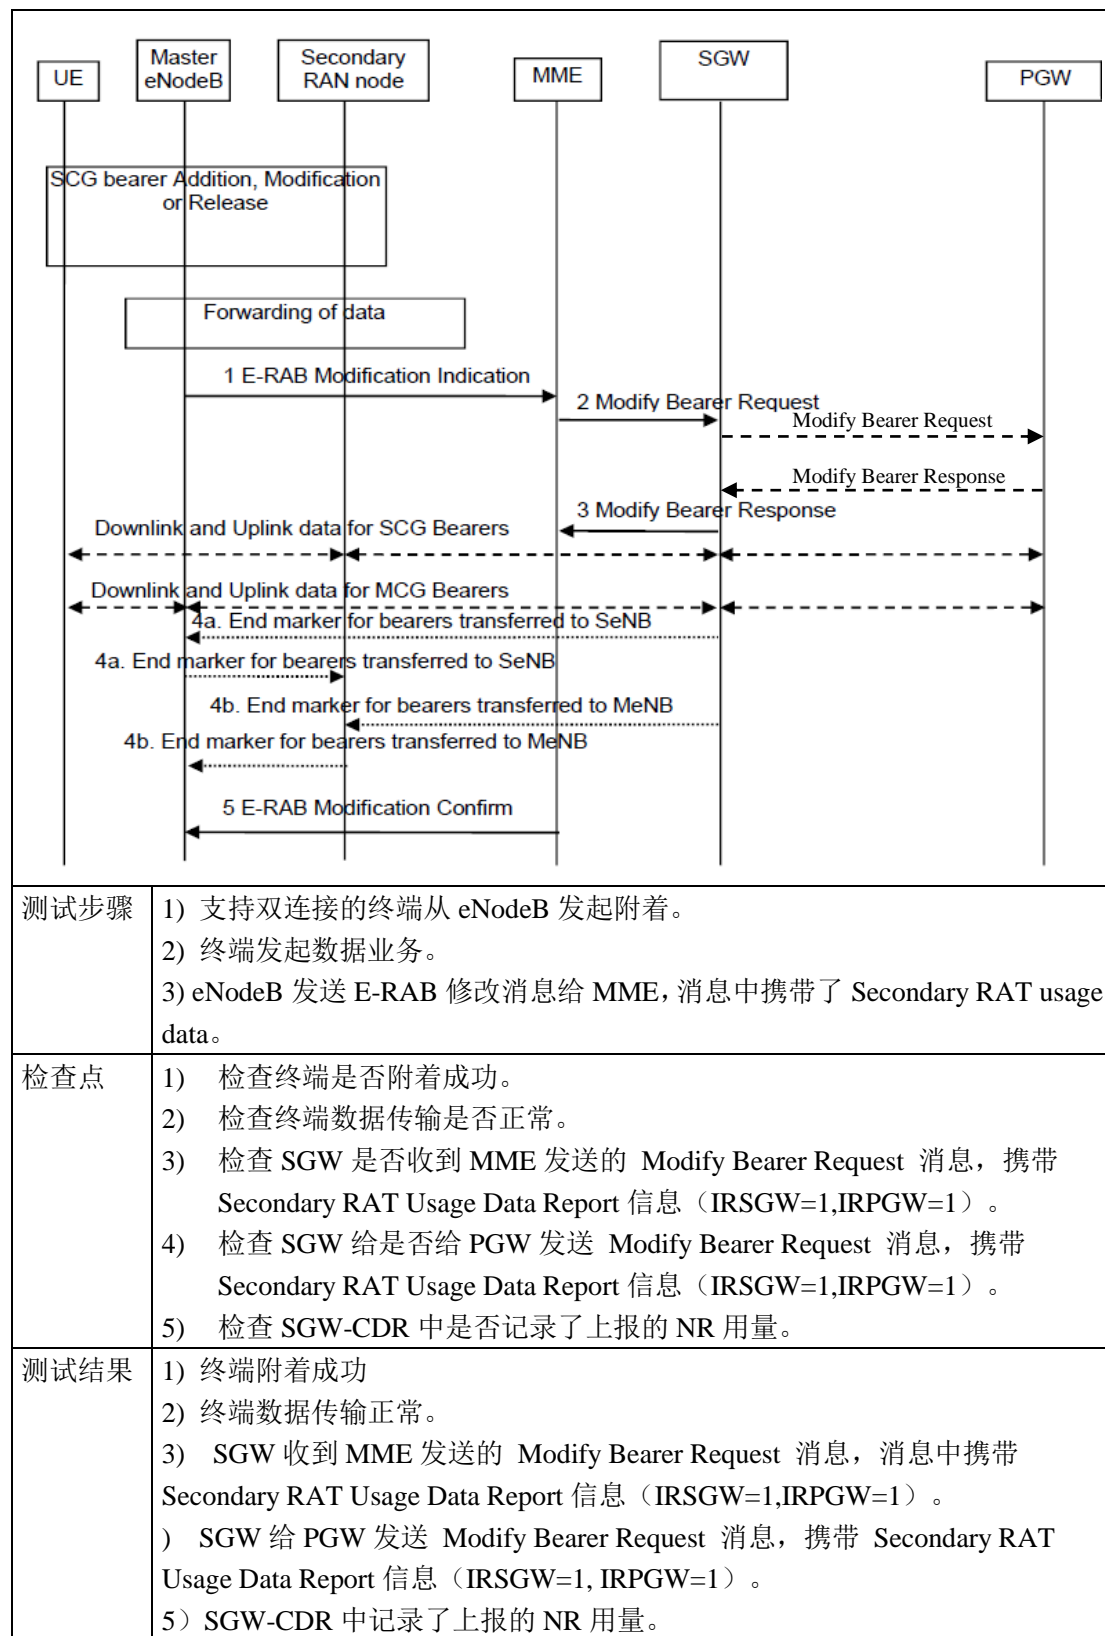 UE
Master
eNodeB
Secondary
RAN node
MME
SGW
PGW
SCG bearer Addition, Modification
or Release
Forwarding of data
1 E-RAB Modification Indication
2 Modify Bearer Request
Modify Bearer Request
Modify Bearer Response
3 Modify Bearer Response
Downlink and Uplink data for SCG Bearers
Downlink and Uplink data for MCG Bearers
4a. End marker for bearers transferred to SeNB
4a. End marker for bearers transferred to SeNB
4b. End marker for bearers transferred to MeNB
4b. End marker for bearers transferred to MeNB
5 E-RAB Modification Confirm
测试步骤
1) 支持双连接的终端从 eNodeB 发起附着。
2) 终端发起数据业务。
3) eNodeB 发送 E-RAB 修改消息给 MME，消息中携带了 Secondary RAT usage
data。
检查点
1) 检查终端是否附着成功。
2) 检查终端数据传输是否正常。
3) 检查 SGW 是否收到 MME 发送的 Modify Bearer Request 消息，携带
Secondary RAT Usage Data Report 信息（IRSGW=1,IRPGW=1）。
4) 检查 SGW 给是否给 PGW 发送 Modify Bearer Request 消息，携带
Secondary RAT Usage Data Report 信息（IRSGW=1,IRPGW=1）。
5) 检查 SGW-CDR 中是否记录了上报的 NR 用量。
测试结果
1) 终端附着成功
2) 终端数据传输正常。
3) SGW 收到 MME 发送的 Modify Bearer Request 消息，消息中携带
Secondary RAT Usage Data Report 信息（IRSGW=1,IRPGW=1）。
) SGW 给 PGW 发送 Modify Bearer Request 消息，携带 Secondary RAT
Usage Data Report 信息（IRSGW=1, IRPGW=1）。
5）SGW-CDR 中记录了上报的 NR 用量。